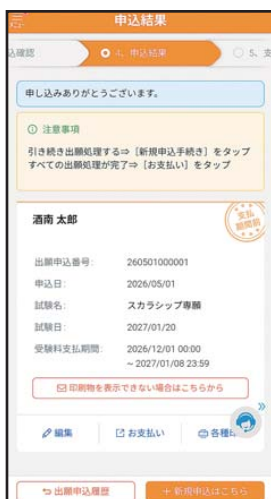 申込結果
込確認
4、申込結果
5、支
申し込みありがとうございます。
注意事項
引き続き出願処理する⇒［新規申込手続き］をタップ
すべての出願処理が完了⇒［お支払い］をタップ
酒南 太郎
支払
期間前
出願申込番号:
260501000001
申込日:
2026/05/01
試験名:
スカラシップ専願
試験日:
2027/01/20
受験料支払期間:
2026/12/01 00:00
~ 2027/01/08 23:59
印刷物を表示できない場合はこちらから
編集
お支払い
各種印
出願申込履歴
+ 新規申込はこちら